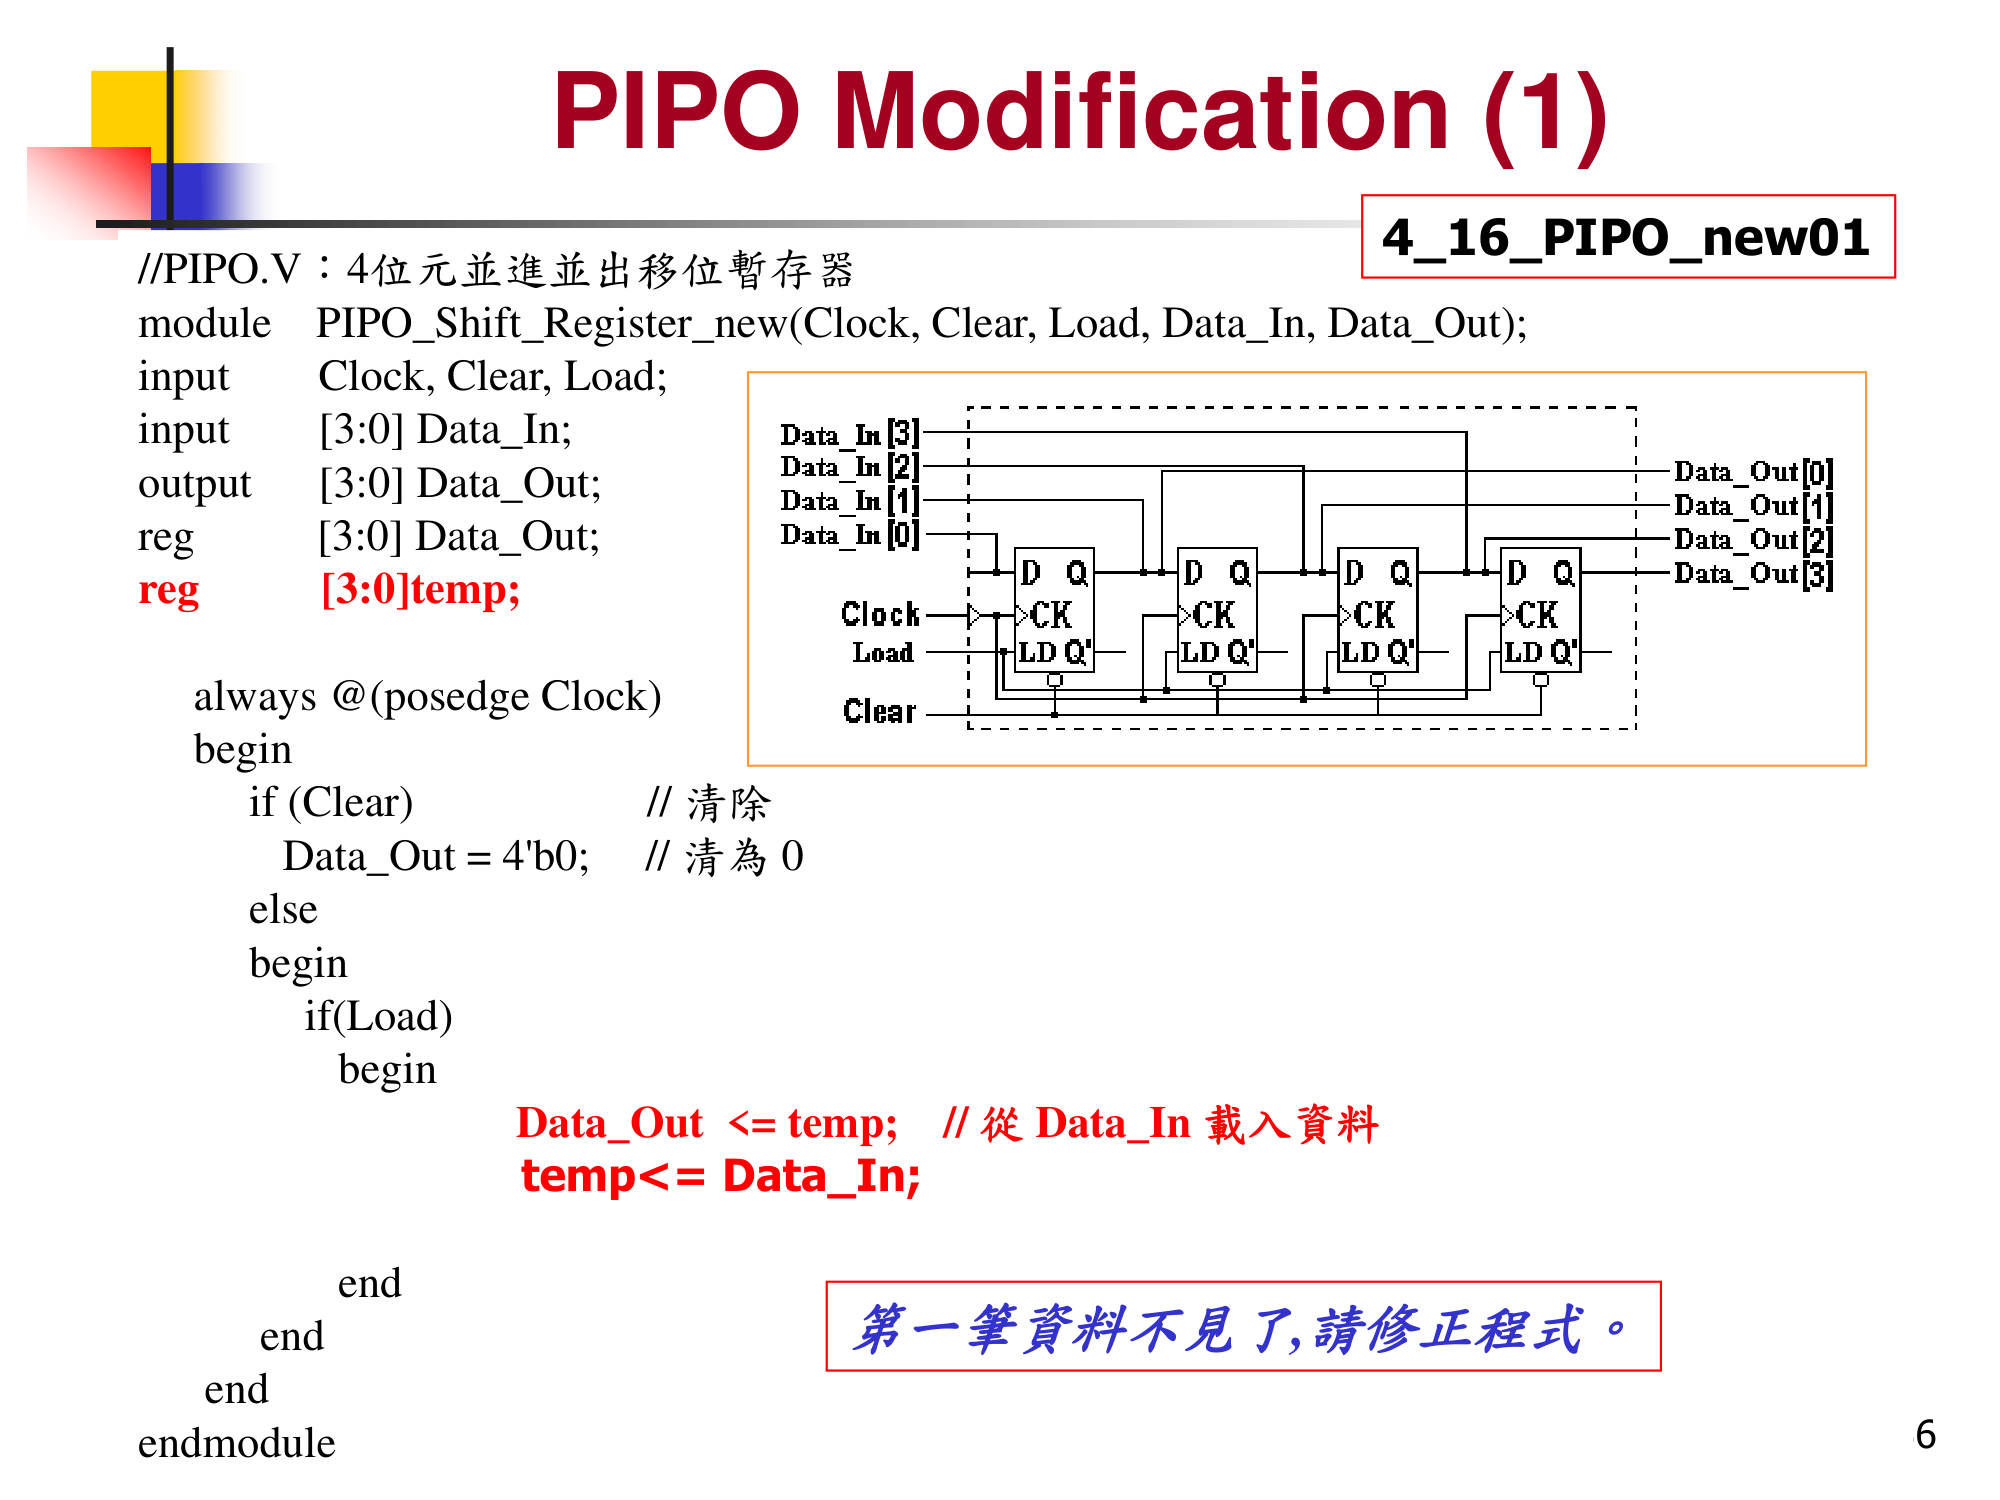 PIPO Modification (1)
4_16_PIPO_new01
//PIPO.V：4位元並進並出移位暫存器
module PIPO_Shift_Register_new(Clock, Clear, Load, Data_In, Data_Out);
input Clock, Clear, Load;
input [3:0] Data_In;
output [3:0] Data_Out;
reg [3:0] Data_Out;
reg [3:0]temp;
always @(posedge Clock)
begin
if (Clear) // 清除
Data_Out = 4'b0; // 清為 0
else
begin
if(Load)
begin
Data_Out <= temp; // 從 Data_In 載入資料
temp<= Data_In;
end
end
end
endmodule
Data_In[3]
Data_In[2]
Data_In[1]
Data_In[0]
Clock
Load
Clear
D Q D Q D Q D Q
CK CK CK CK
LD Q' LD Q' LD Q' LD Q'
Data_Out[0]
Data_Out[1]
Data_Out[2]
Data_Out[3]
第一筆資料不見了,請修正程式。
6